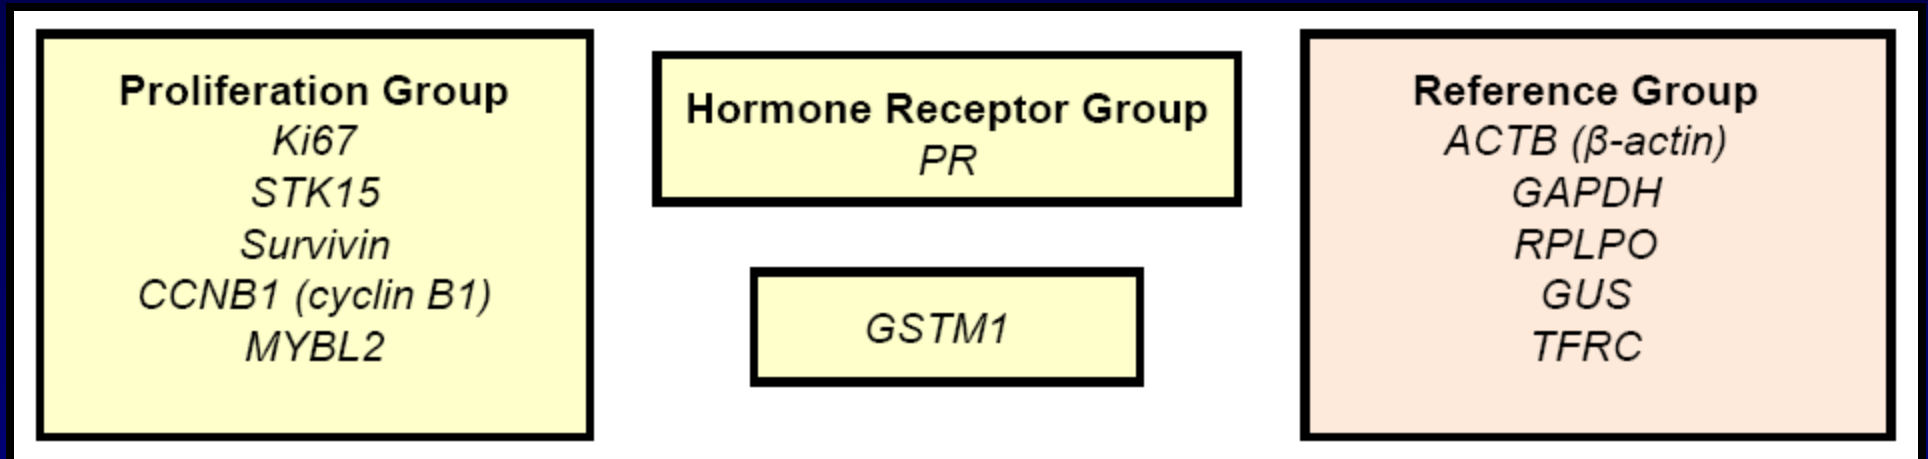 Proliferation Group
Ki67
STK15
Survivin
CCNB1 (cyclin B1)
MYBL2
Hormone Receptor Group
PR
GSTM1
Reference Group
ACTB (β-actin)
GAPDH
RPLPO
GUS
TFRC